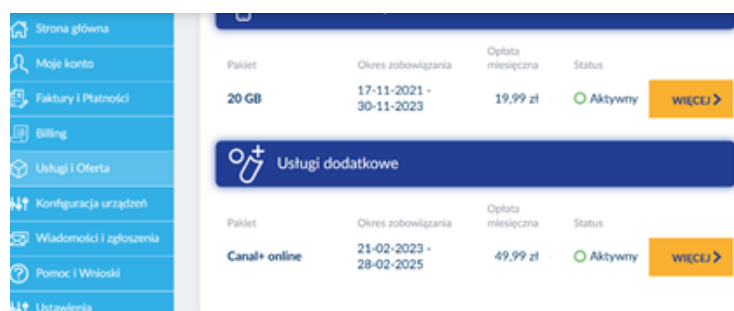 Strona główna
Moje konto
Faktury i Płatności
Billing
Usługi i Oferta
Konfiguracja urządzeń
Wiadomości i zgłoszenia
Pomoc i Wnioski
Ustawienia
Pakiet
Okres zobowiązania
Opłata
miesięczna
Status
20 GB
17-11-2021 -
30-11-2023
19,99 zł
Aktywny
WIĘCEJ
Usługi dodatkowe
Pakiet
Okres zobowiązania
Opłata
miesięczna
Status
Canal+ online
21-02-2023 -
28-02-2025
49,99 zł
Aktywny
WIĘCEJ